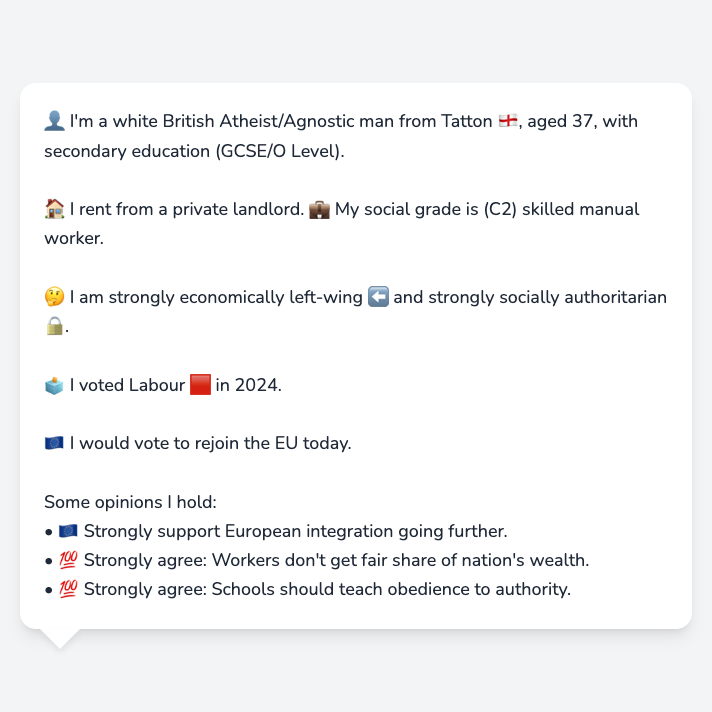 👤 I'm a white British Atheist/Agnostic man from Tatton 🏴󠁧󠁢󠁥󠁮󠁧󠁿, aged 37, with
secondary education (GCSE/O Level).
🏠 I rent from a private landlord. 💼 My social grade is (C2) skilled manual
worker.
🤔 I am strongly economically left-wing ⬅️ and strongly socially authoritarian
🔒.
🗳️ I voted Labour 🟥 in 2024.
🇪🇺 I would vote to rejoin the EU today.
Some opinions I hold:
• 🇪🇺 Strongly support European integration going further.
• 💯 Strongly agree: Workers don't get fair share of nation's wealth.
• 💯 Strongly agree: Schools should teach obedience to authority.